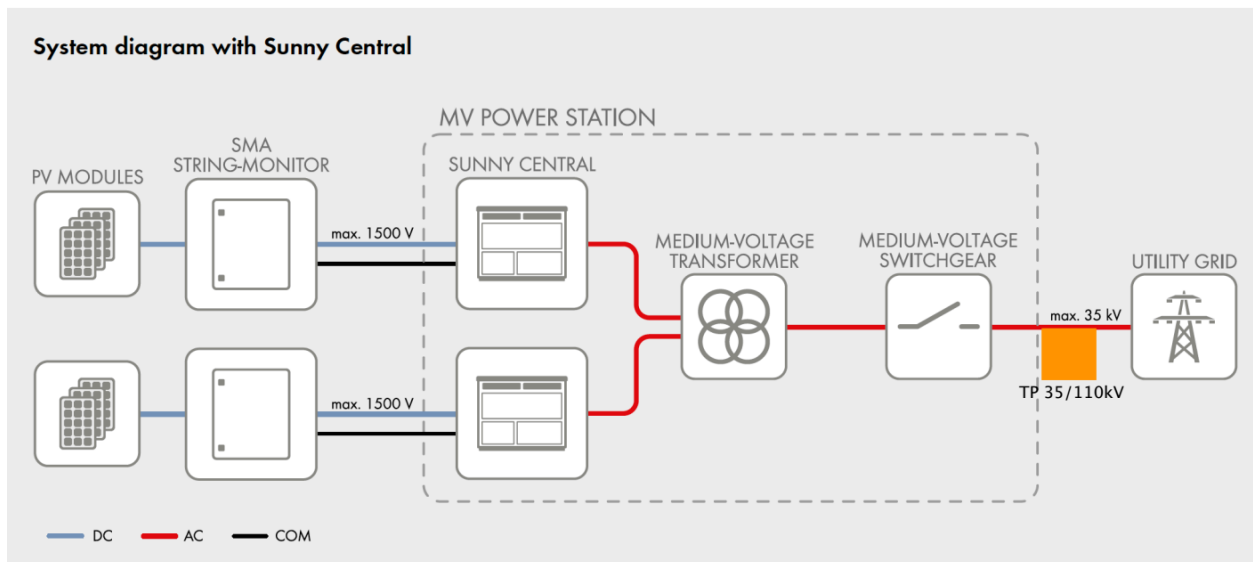 System diagram with Sunny Central
MV POWER STATION
SMA
STRING-MONITOR
SUNNY CENTRAL
PV MODULES
max. 1500 V
MEDIUM-VOLTAGE
TRANSFORMER
MEDIUM-VOLTAGE
SWITCHGEAR
UTILITY GRID
max. 35 kV
TP 35/110kV
max. 1500 V
DC
AC
COM